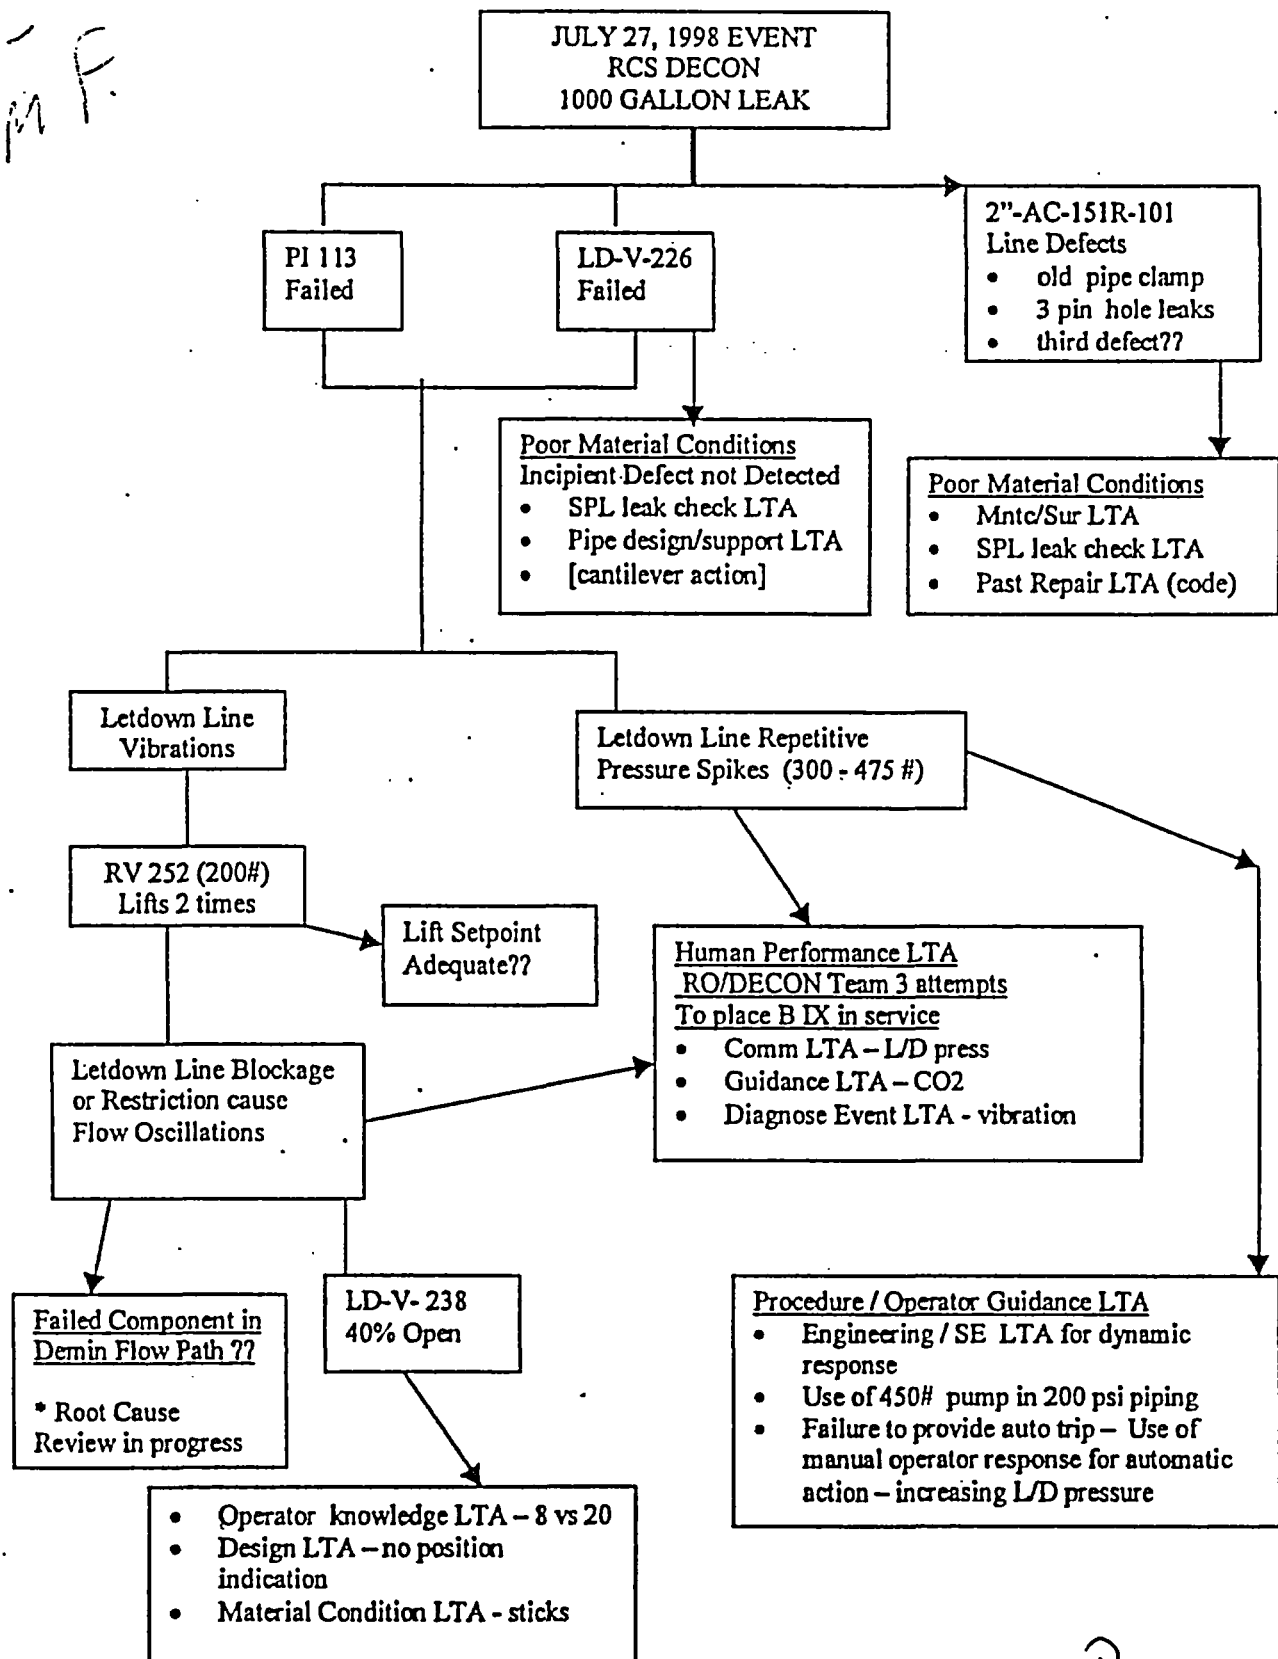 m F.
JULY 27, 1998 EVENT
RCS DECON
1000 GALLON LEAK
PI 113
Failed
LD-V-226
Failed
2”-AC-151R-101
Line Defects
• old pipe clamp
• 3 pin hole leaks
• third defect??
Poor Material Conditions
Incipient Defect not Detected
• SPL leak check LTA
• Pipe design/support LTA
• [cantilever action]
Poor Material Conditions
• Mntc/Sur LTA
• SPL leak check LTA
• Past Repair LTA (code)
Letdown Line
Vibrations
Letdown Line Repetitive
Pressure Spikes (300 - 475 #)
RV 252 (200#)
Lifts 2 times
Lift Setpoint
Adequate??
Human Performance LTA
RO/DECON Team 3 attempts
To place B IX in service
• Comm LTA – L/D press
• Guidance LTA – CO2
• Diagnose Event LTA - vibration
Letdown Line Blockage
or Restriction cause
Flow Oscillations
Failed Component in
Demin Flow Path ??
* Root Cause
Review in progress
LD-V- 238
40% Open
Procedure / Operator Guidance LTA
• Engineering / SE LTA for dynamic
response
• Use of 450# pump in 200 psi piping
• Failure to provide auto trip – Use of
manual operator response for automatic
action – increasing L/D pressure
• Operator knowledge LTA – 8 vs 20
• Design LTA – no position
indication
• Material Condition LTA - sticks